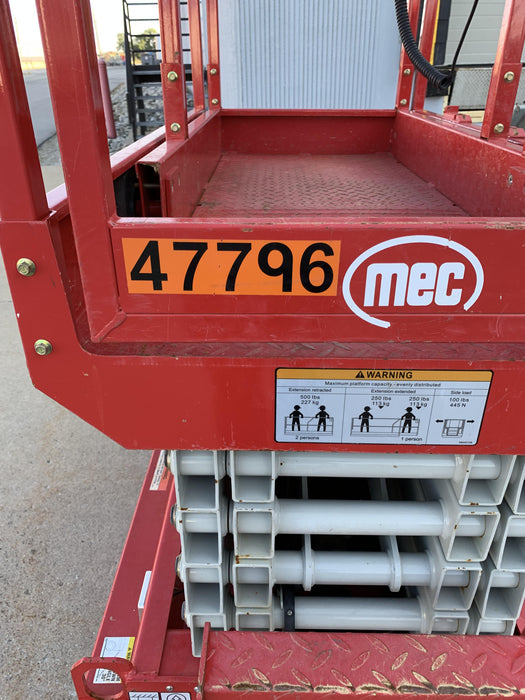 47796
mec
WARNING
Maximum platform capacity - evenly distributed
Extension retracted Extension extended Side load
500 lbs 250 lbs 250 lbs 100 lbs
227 kg 113 kg 113 kg 445 N
2 persons 1 person